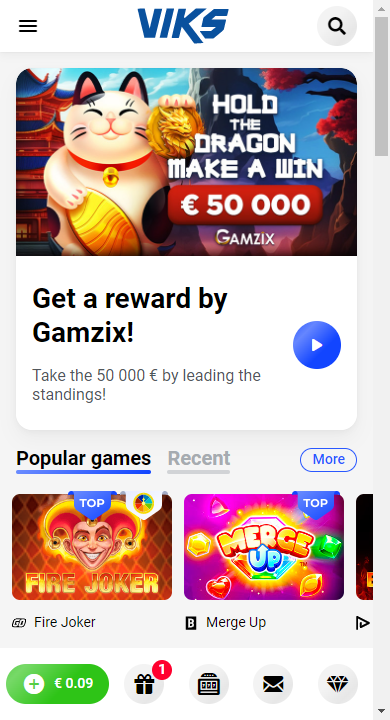 VIKS
HOLD
THE
DRAGON
MAKE A WIN
€ 50 000
GAMZIX
Get a reward by
Gamzix!
Take the 50 000 € by leading the
standings!
Popular games
Recent
More
TOP
TOP
FIRE JOKER
MERGE
UP™
Fire Joker
Merge Up
€ 0.09
1